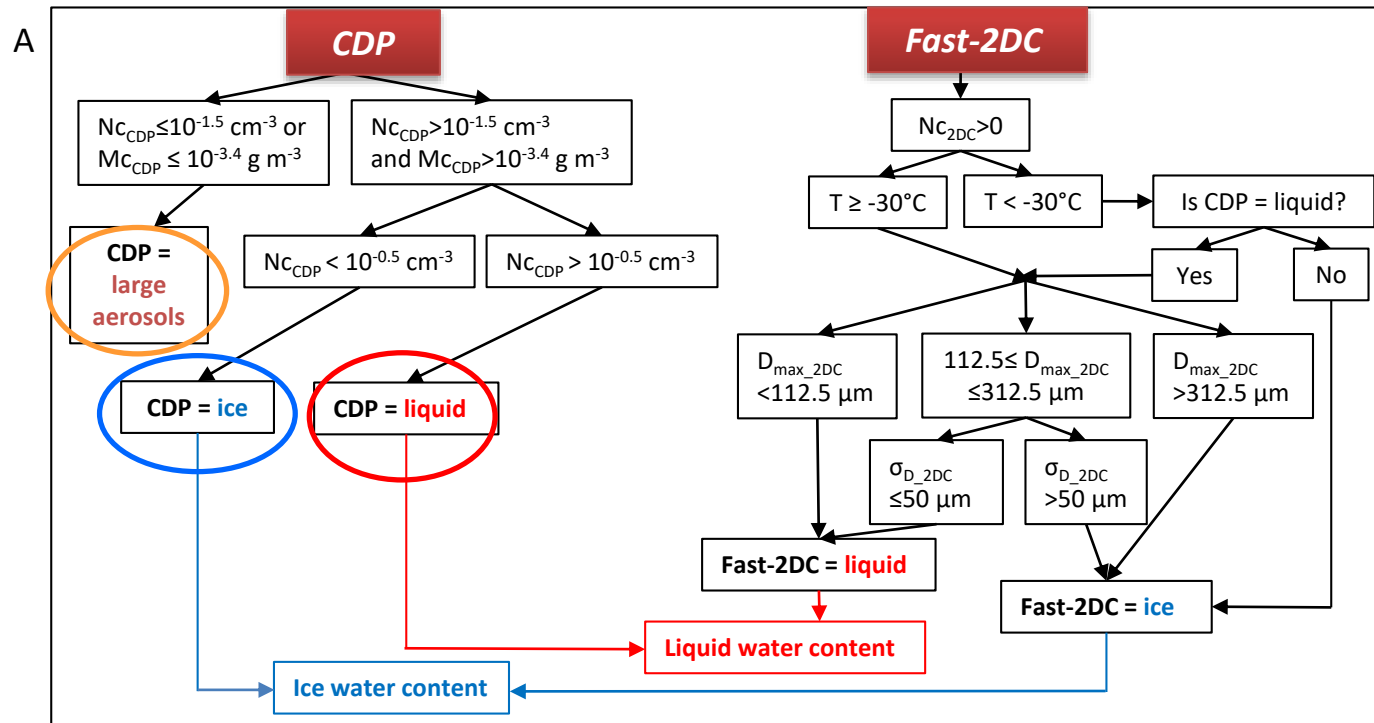 A
CDP
Nc_CDP≤10^-1.5 cm^-3 or
Mc_CDP ≤ 10^-3.4 g m^-3
Nc_CDP>10^-1.5 cm^-3
and Mc_CDP>10^-3.4 g m^-3
CDP =
large
aerosols
Nc_CDP < 10^-0.5 cm^-3
Nc_CDP > 10^-0.5 cm^-3
CDP = ice
CDP = liquid
Fast-2DC
Nc_2DC>0
T ≥ -30°C
T < -30°C
Is CDP = liquid?
Yes
No
D_max_2DC
<112.5 µm
112.5≤ D_max_2DC
≤312.5 µm
D_max_2DC
>312.5 µm
σ_D_2DC
≤50 µm
σ_D_2DC
>50 µm
Fast-2DC = liquid
Fast-2DC = ice
Liquid water content
Ice water content